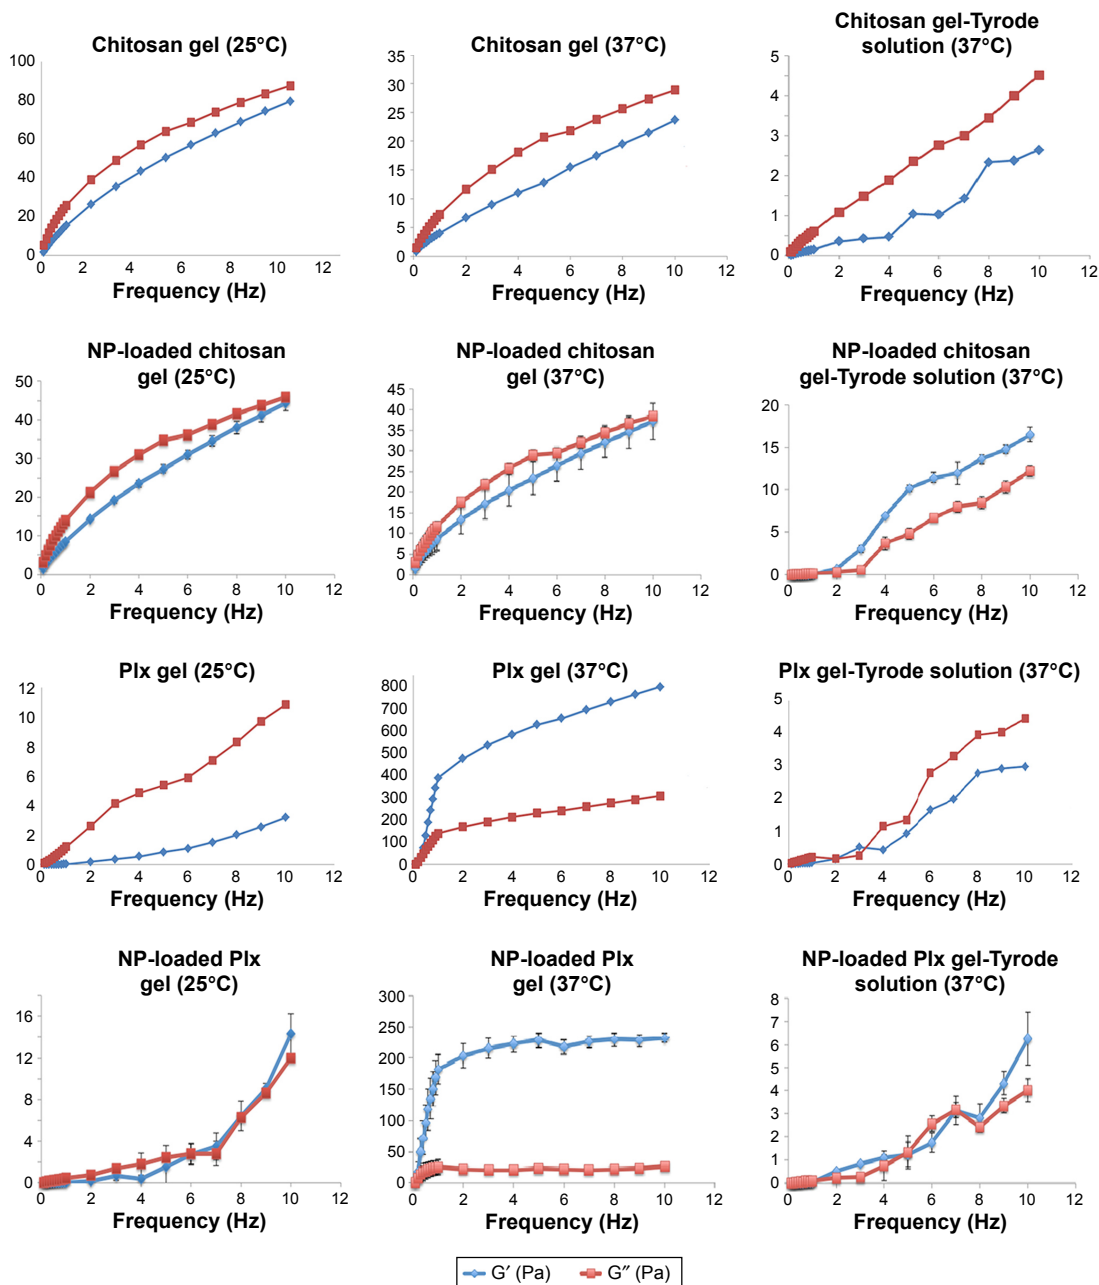 Chitosan gel (25°C)
100
80
60
40
20
0
0 2 4 6 8 10 12
Frequency (Hz)
Chitosan gel (37°C)
35
30
25
20
15
10
5
0
0 2 4 6 8 10 12
Frequency (Hz)
Chitosan gel-Tyrode
solution (37°C)
5
4
3
2
1
0
0 2 4 6 8 10 12
Frequency (Hz)
NP-loaded chitosan
gel (25°C)
50
40
30
20
10
0
0 2 4 6 8 10 12
Frequency (Hz)
NP-loaded chitosan
gel (37°C)
45
40
35
30
25
20
15
10
5
0
0 2 4 6 8 10 12
Frequency (Hz)
NP-loaded chitosan
gel-Tyrode solution (37°C)
20
15
10
5
0
0 2 4 6 8 10 12
Frequency (Hz)
Plx gel (25°C)
12
10
8
6
4
2
0
0 2 4 6 8 10 12
Frequency (Hz)
Plx gel (37°C)
800
700
600
500
400
300
200
100
0
0 2 4 6 8 10 12
Frequency (Hz)
Plx gel-Tyrode solution (37°C)
5
4
3
2
1
0
0 2 4 6 8 10 12
Frequency (Hz)
NP-loaded Plx
gel (25°C)
16
12
8
4
0
0 2 4 6 8 10 12
Frequency (Hz)
NP-loaded Plx
gel (37°C)
300
250
200
150
100
50
0
0 2 4 6 8 10 12
Frequency (Hz)
NP-loaded Plx gel-Tyrode
solution (37°C)
8
7
6
5
4
3
2
1
0
0 2 4 6 8 10 12
Frequency (Hz)
G′ (Pa) G″ (Pa)